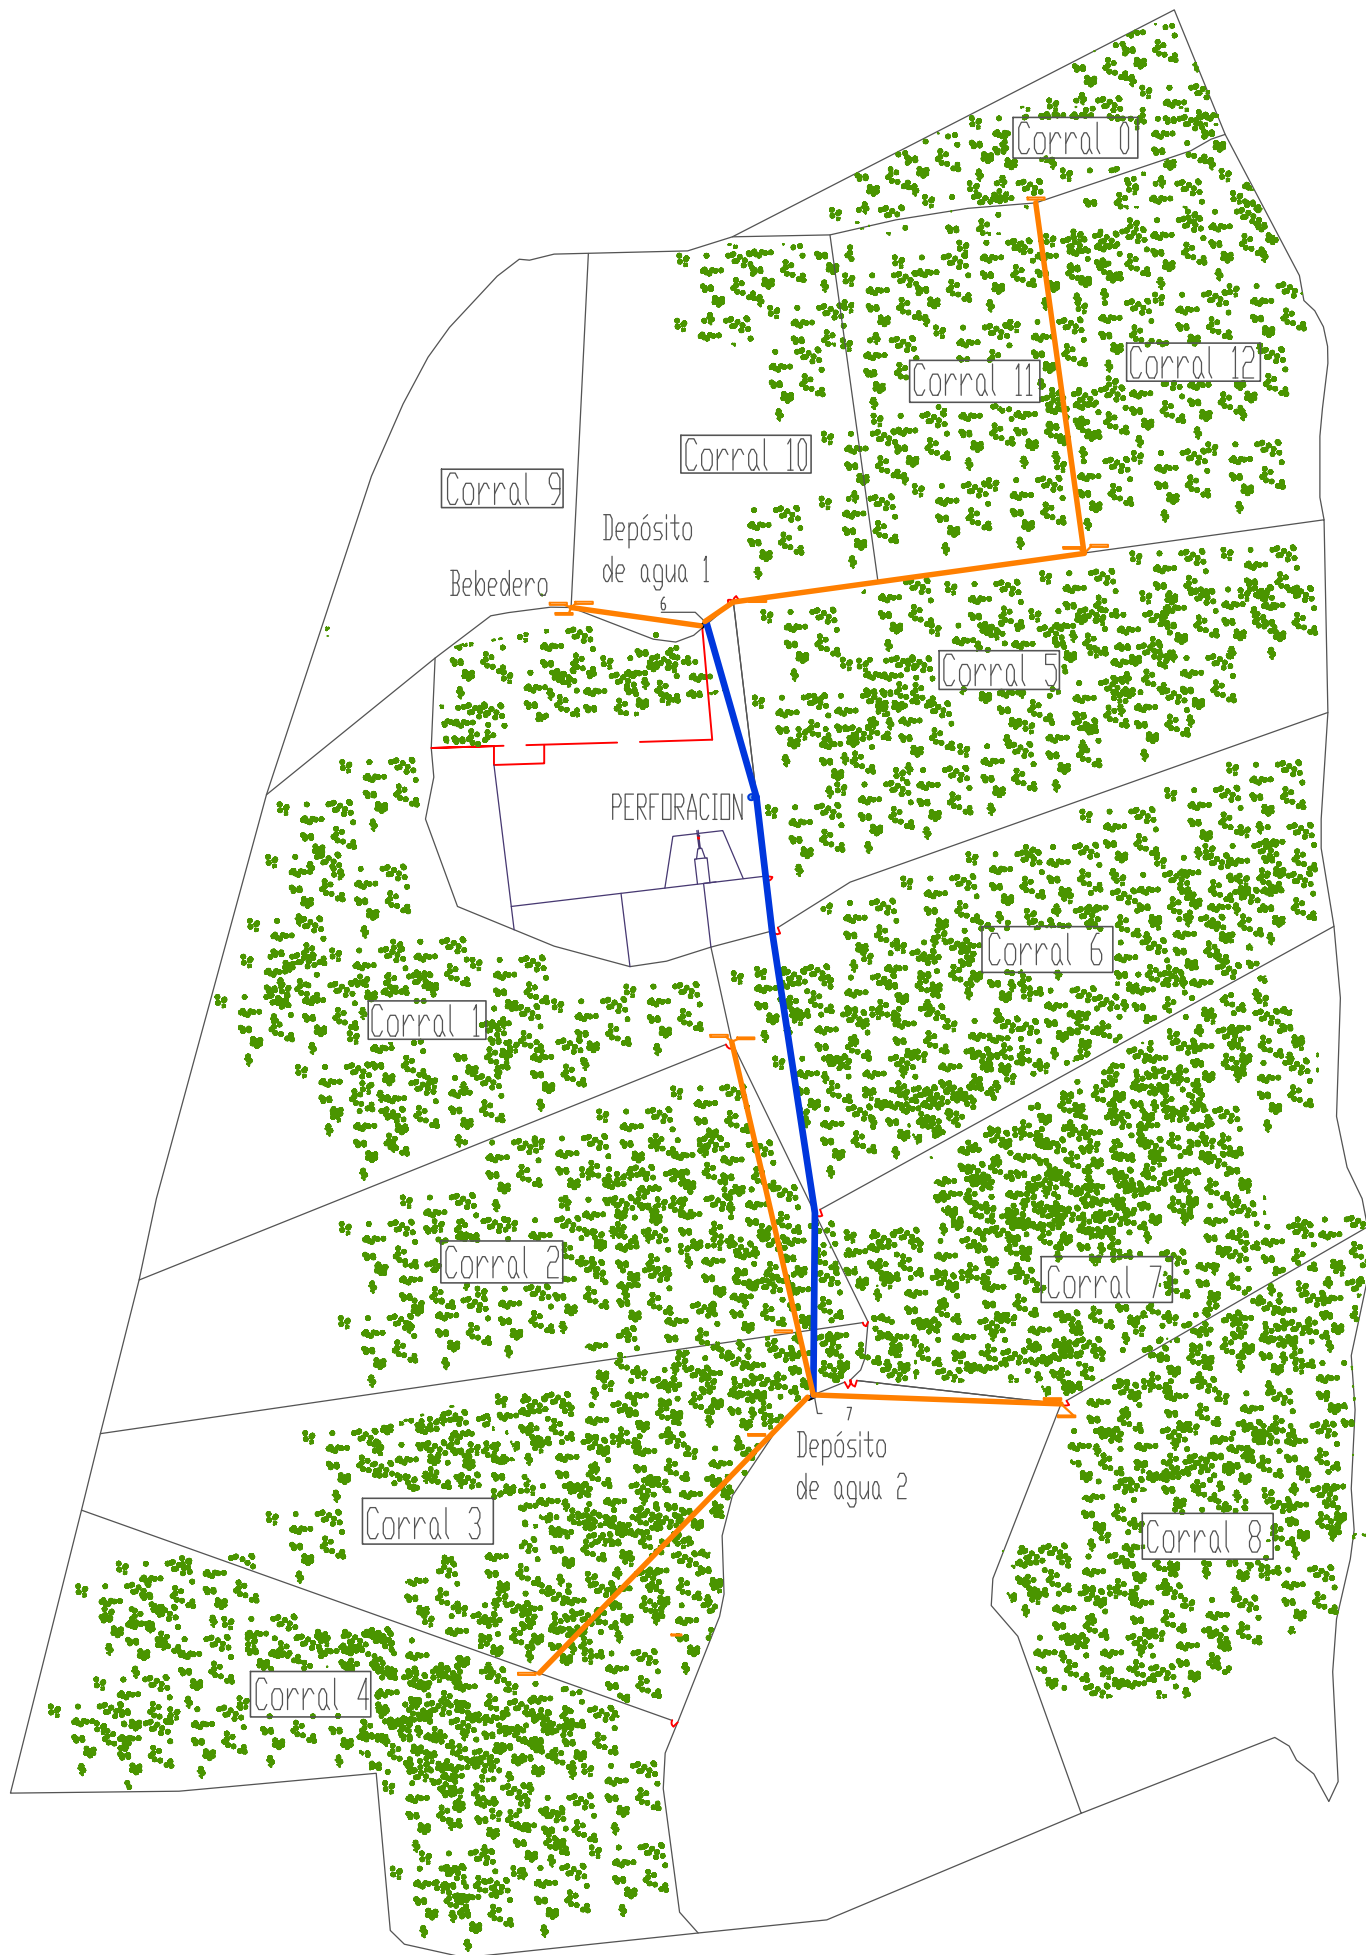 Corral 0
Corral 12
Corral 11
Corral 10
Corral 9
Depósito
de agua 1
Bebedero
6
Corral 5
PERFORACION
Corral 6
Corral 1
Corral 2
Corral 7
7
Depósito
de agua 2
Corral 3
Corral 8
Corral 4